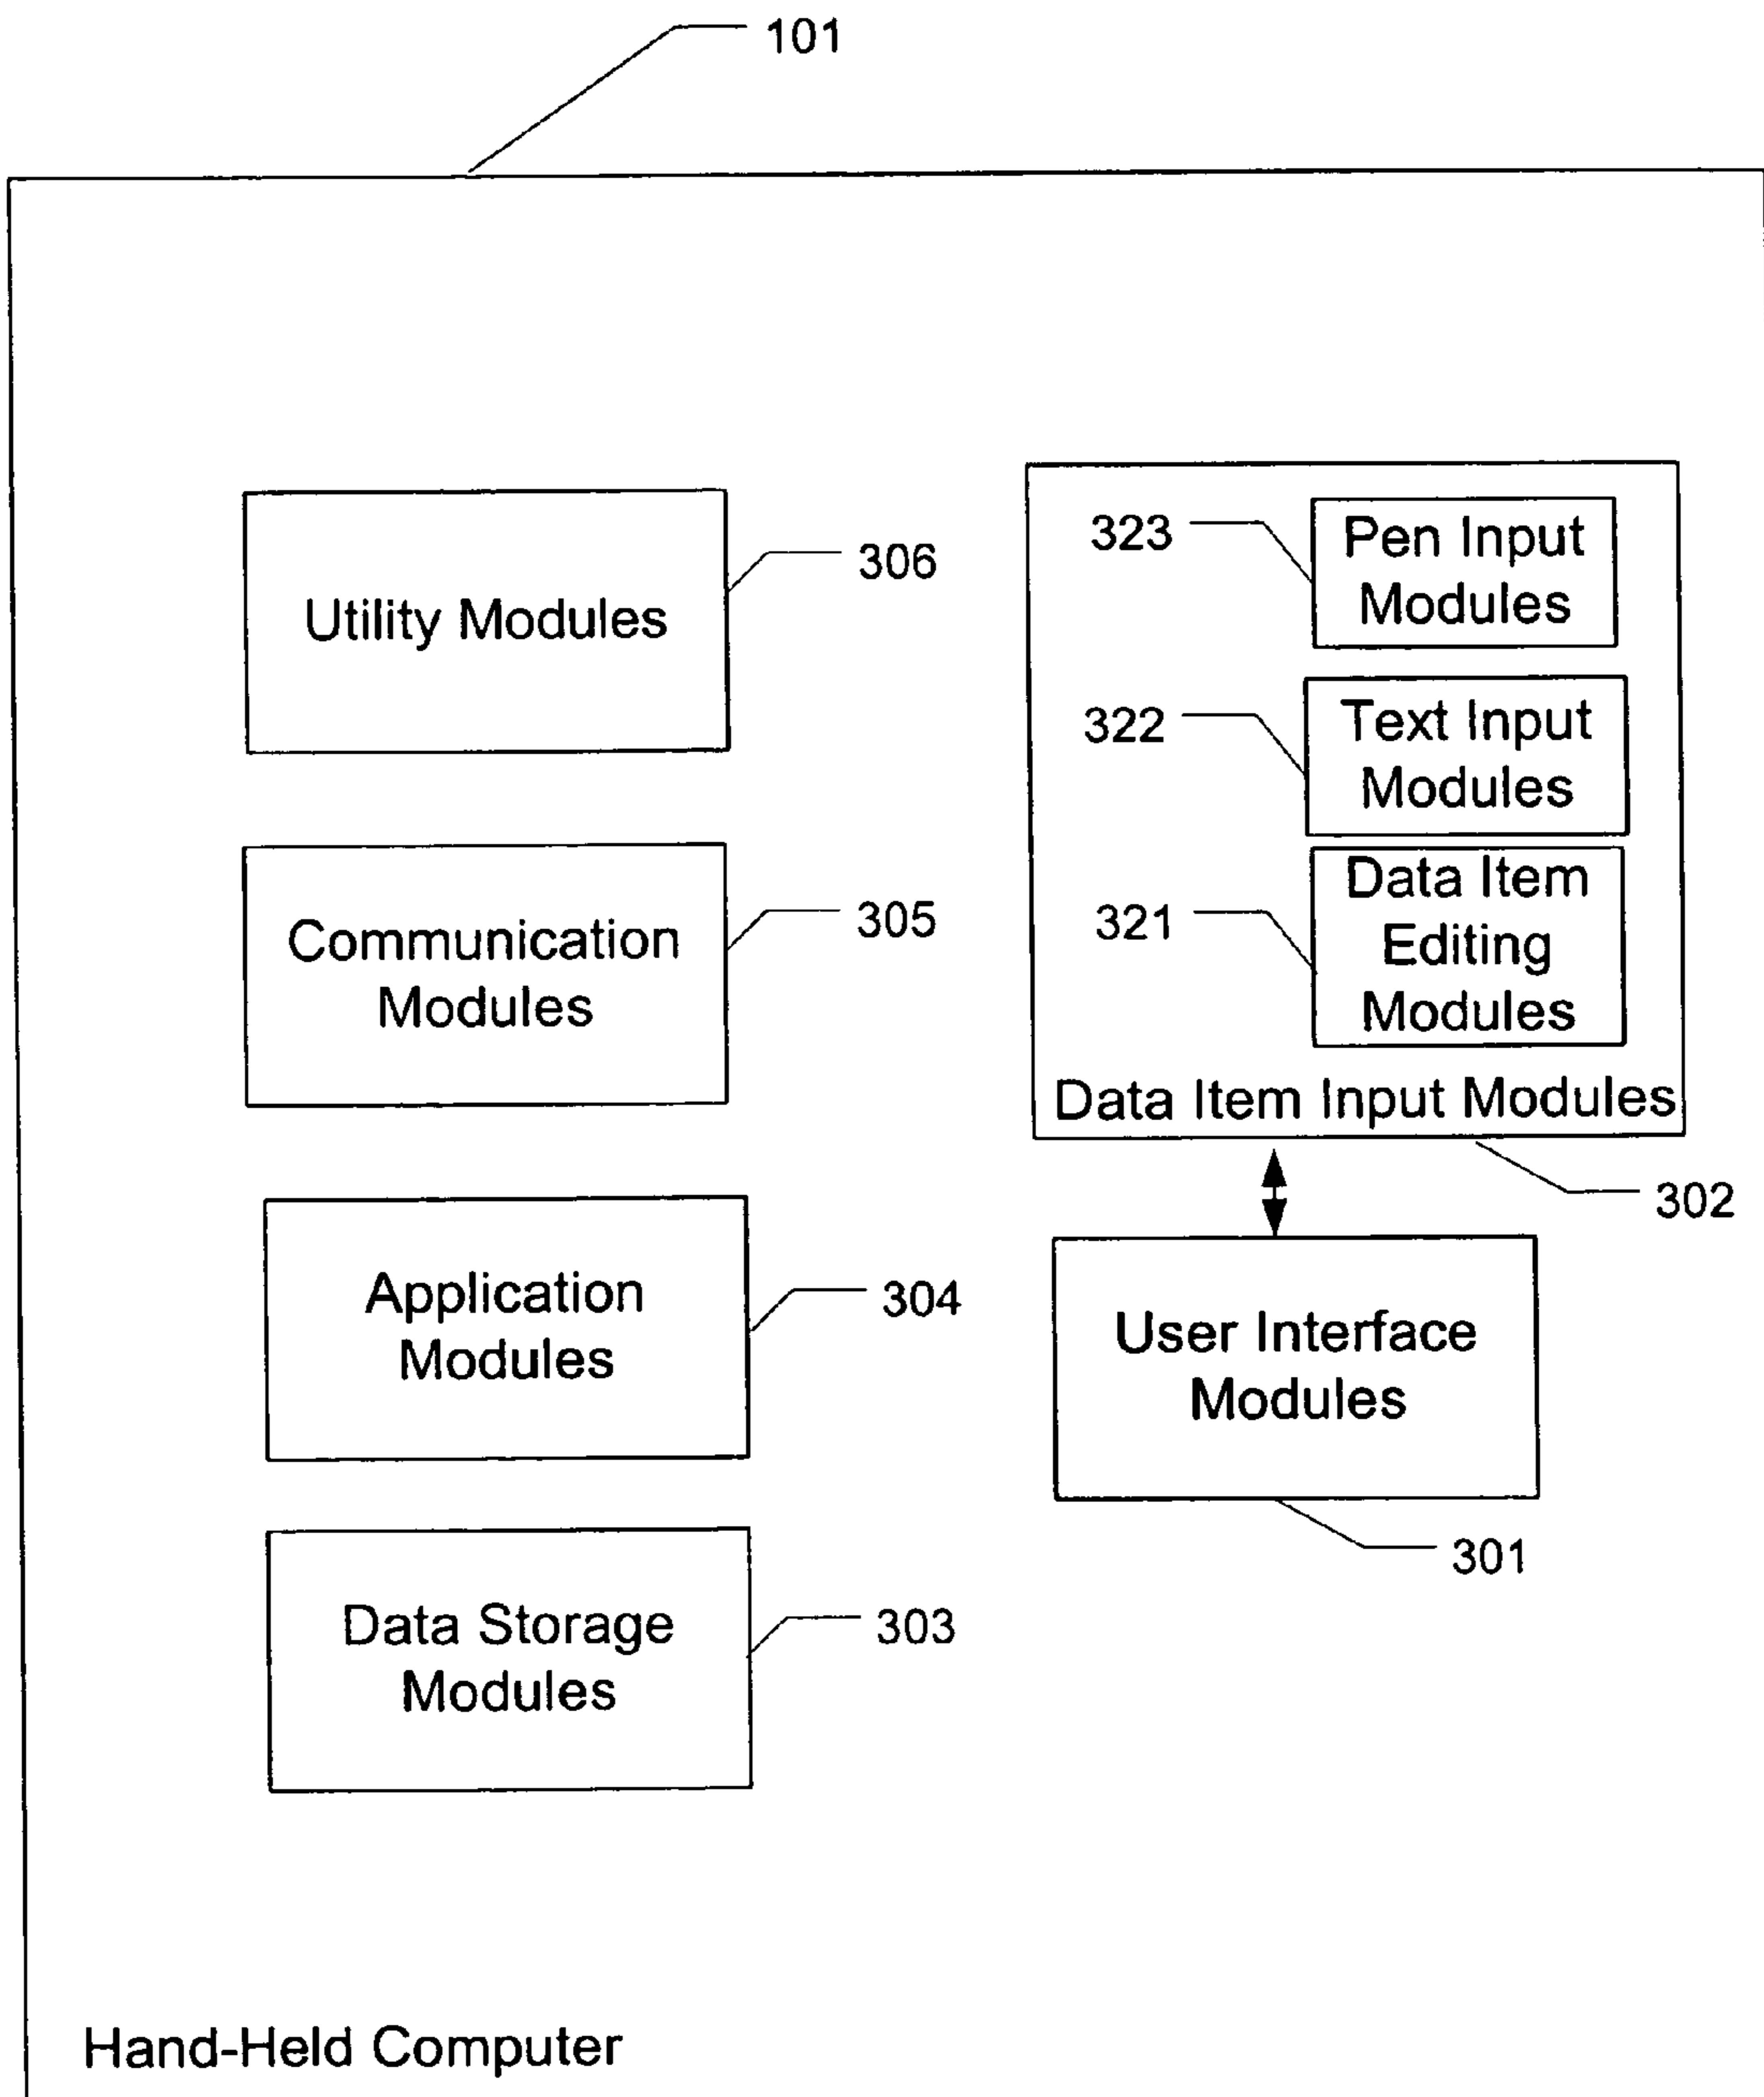 101
Utility Modules
306
Communication
Modules
305
Application
Modules
304
Data Storage
Modules
303
323
Pen Input
Modules
322
Text Input
Modules
321
Data Item
Editing
Modules
Data Item Input Modules
302
User Interface
Modules
301
Hand-Held Computer